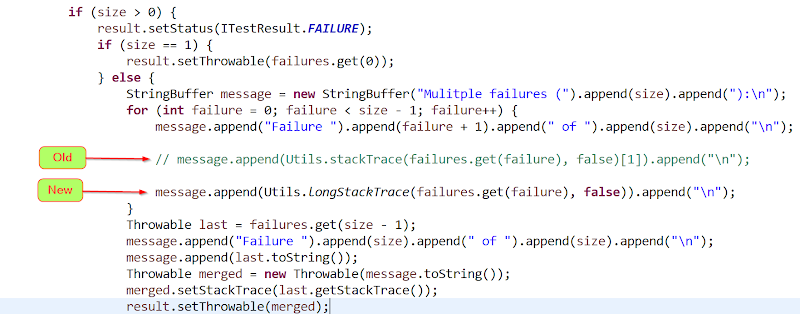 if (size > 0) {
result.setStatus(ITestResult.FAILURE);
if (size == 1) {
result.setThrowable(failures.get(0));
} else {
StringBuffer message = new StringBuffer("Mulitple failures (").append(size).append("):\n");
for (int failure = 0; failure < size - 1; failure++) {
message.append("Failure ").append(failure + 1).append(" of ").append(size).append("\n");
Old // message.append(Utils.stackTrace(failures.get(failure), false)[1]).append("\n");
New message.append(Utils.longStackTrace(failures.get(failure), false)).append("\n");
}
Throwable last = failures.get(size - 1);
message.append("Failure ").append(size).append(" of ").append(size).append("\n");
message.append(last.toString());
Throwable merged = new Throwable(message.toString());
merged.setStackTrace(last.getStackTrace());
result.setThrowable(merged);